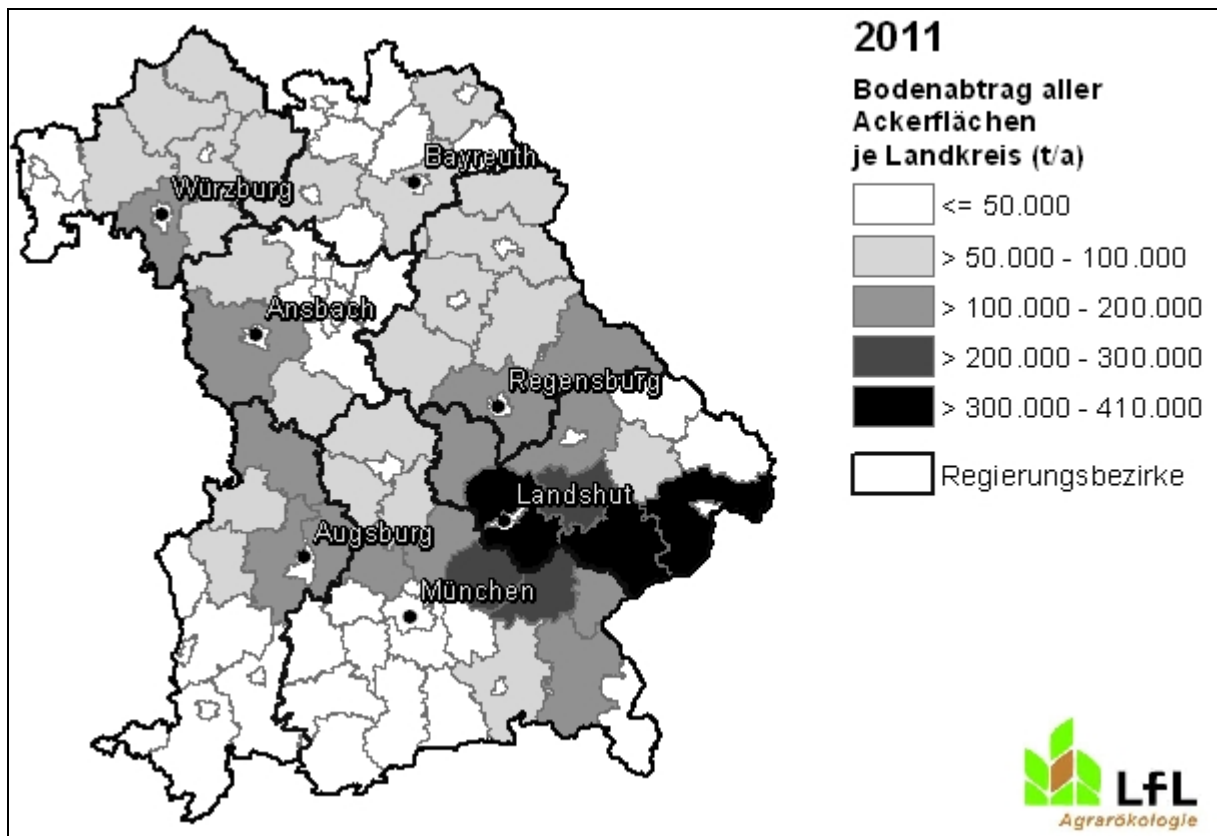 2011
Bodenabtrag aller
Ackerflächen
je Landkreis (t/a)
<= 50.000
> 50.000 - 100.000
> 100.000 - 200.000
> 200.000 - 300.000
> 300.000 - 410.000
Regierungsbezirke
Bayreuth
Würzburg
Ansbach
Regensburg
Landshut
Augsburg
München
LfL
Agrarökologie